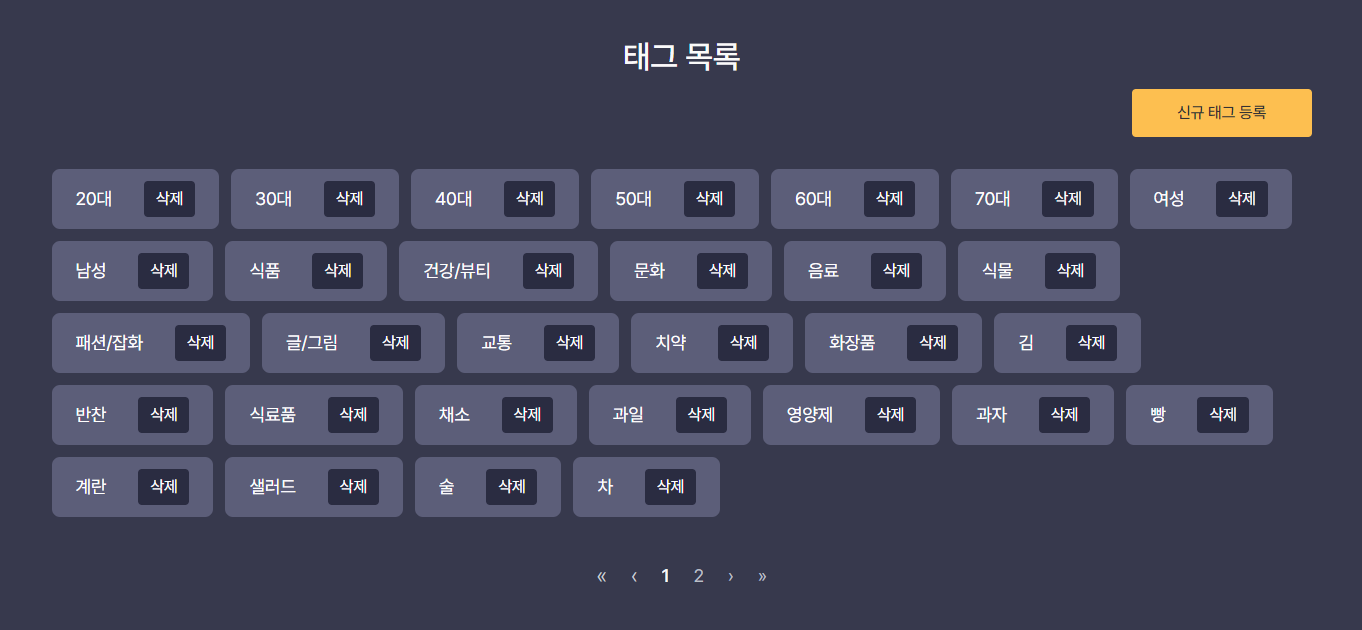 태그 목록
신규 태그 등록
20대 삭제 30대 삭제 40대 삭제 50대 삭제 60대 삭제 70대 삭제 여성 삭제
남성 삭제 식품 삭제 건강/뷰티 삭제 문화 삭제 음료 삭제 식물 삭제
패션/잡화 삭제 글/그림 삭제 교통 삭제 치약 삭제 화장품 삭제 김 삭제
반찬 삭제 식료품 삭제 채소 삭제 과일 삭제 영양제 삭제 과자 삭제 빵 삭제
계란 삭제 샐러드 삭제 술 삭제 차 삭제
« ‹ 1 2 › »